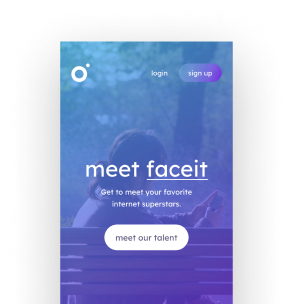 login
sign up
meet faceit
Get to meet your favorite
internet superstars.
meet our talent